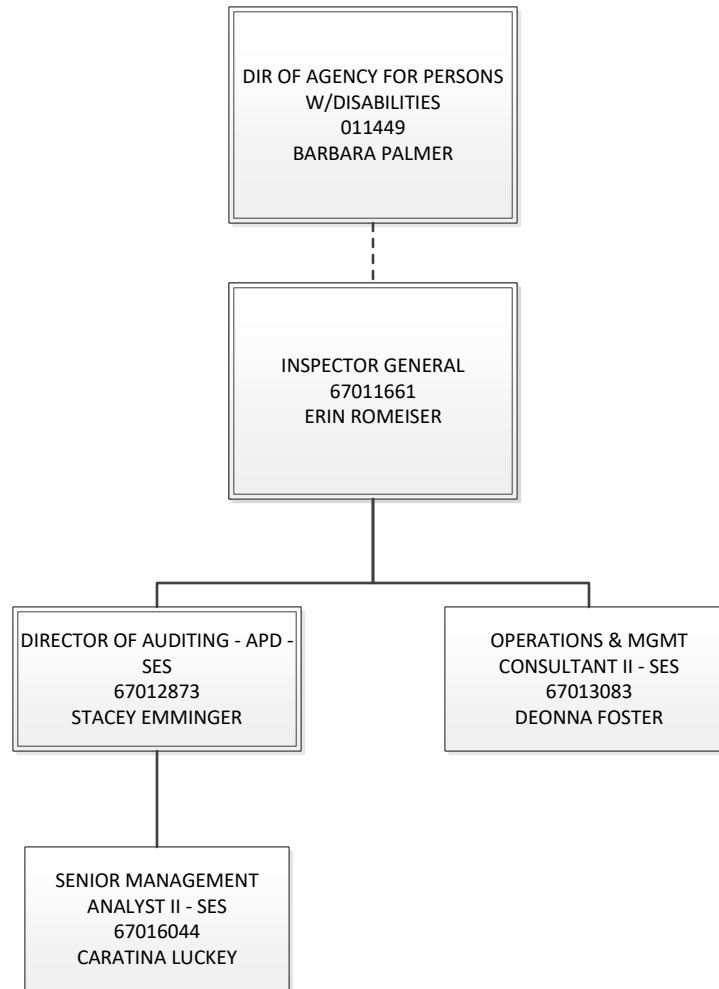 DIR OF AGENCY FOR PERSONS
W/DISABILITIES
011449
BARBARA PALMER
INSPECTOR GENERAL
67011661
ERIN ROMEISER
DIRECTOR OF AUDITING - APD -
SES
67012873
STACEY EMMINGER
OPERATIONS & MGMT
CONSULTANT II - SES
67013083
DEONNA FOSTER
SENIOR MANAGEMENT
ANALYST II - SES
67016044
CARATINA LUCKEY